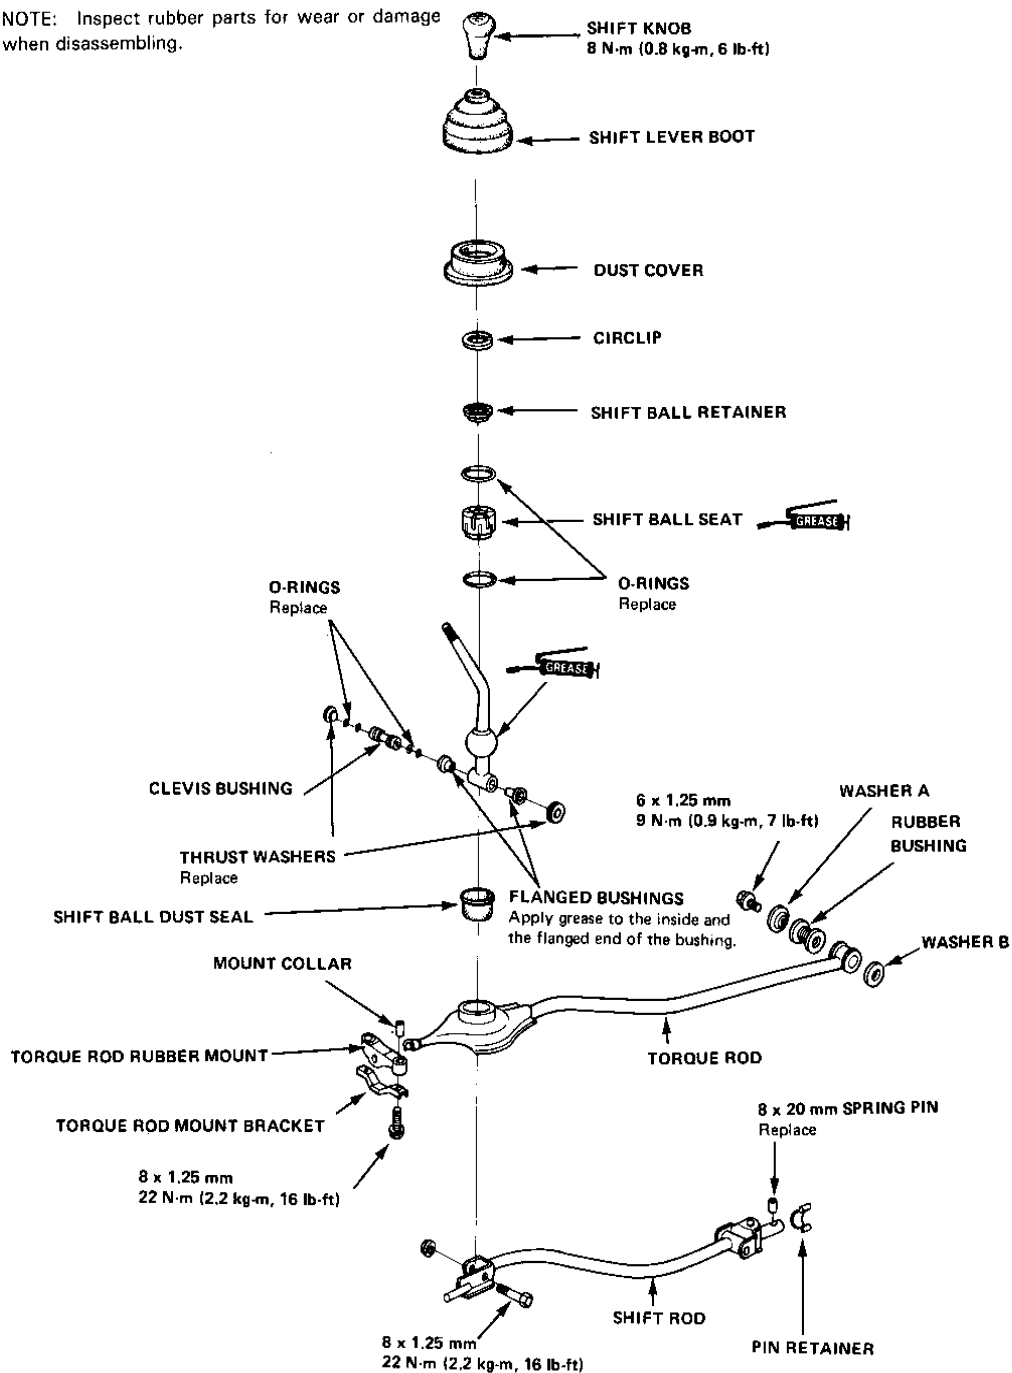 NOTE: Inspect rubber parts for wear or damage
when disassembling.
SHIFT KNOB
8 N·m (0.8 kg-m, 6 lb-ft)
SHIFT LEVER BOOT
DUST COVER
CIRCLIP
SHIFT BALL RETAINER
SHIFT BALL SEAT
GREASE
O-RINGS
Replace
O-RINGS
Replace
GREASE
CLEVIS BUSHING
THRUST WASHERS
Replace
6 x 1.25 mm
9 N·m (0.9 kg-m, 7 lb-ft)
WASHER A
RUBBER
BUSHING
FLANGED BUSHINGS
Apply grease to the inside and
the flanged end of the bushing.
SHIFT BALL DUST SEAL
WASHER B
MOUNT COLLAR
TORQUE ROD RUBBER MOUNT
TORQUE ROD
TORQUE ROD MOUNT BRACKET
8 x 20 mm SPRING PIN
Replace
8 x 1.25 mm
22 N·m (2.2 kg-m, 16 lb-ft)
SHIFT ROD
PIN RETAINER
8 x 1.25 mm
22 N·m (2.2 kg-m, 16 lb-ft)